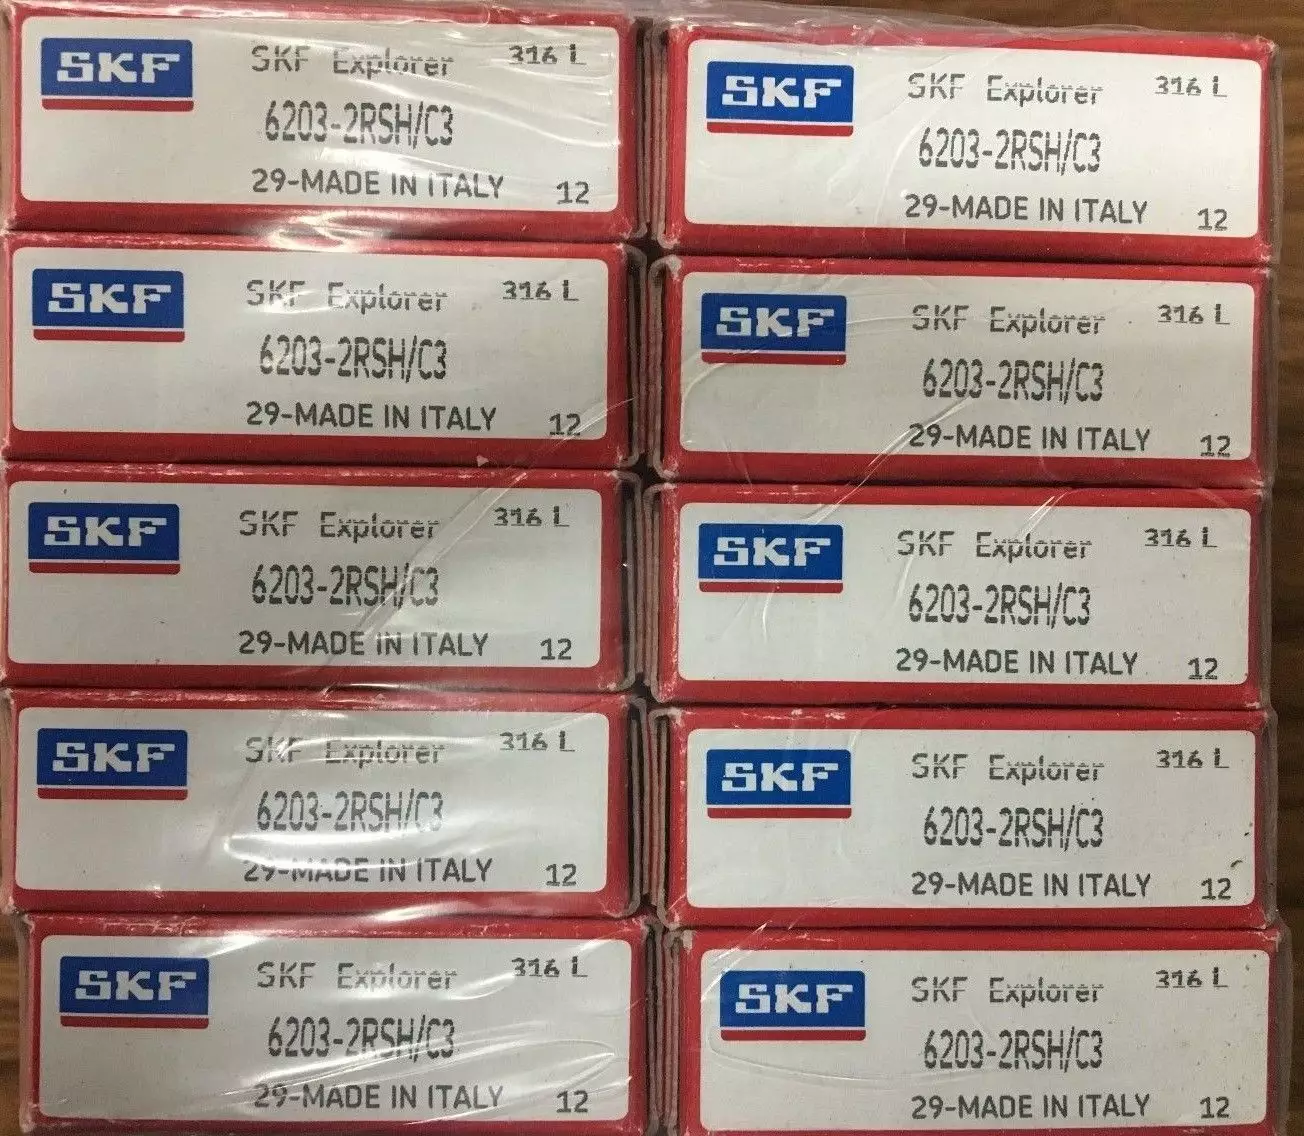 SKF
SKF Explorer 316 L
6203-2RSH/C3
29-MADE IN ITALY 12
SKF
SKF Explorer 316 L
6203-2RSH/C3
29-MADE IN ITALY 12
SKF
SKF Explorer 316 L
6203-2RSH/C3
29-MADE IN ITALY 12
SKF
SKF Explorer 316 L
6203-2RSH/C3
29-MADE IN ITALY 12
SKF
SKF Explorer 316 L
6203-2RSH/C3
29-MADE IN ITALY 12
SKF
SKF Explorer 316 L
6203-2RSH/C3
29-MADE IN ITALY 12
SKF
SKF Explorer 316 L
6203-2RSH/C3
29-MADE IN ITALY 12
SKF
SKF Explorer 316 L
6203-2RSH/C3
29-MADE IN ITALY 12
SKF
SKF Explorer 316 L
6203-2RSH/C3
29-MADE IN ITALY 12
SKF
SKF Explorer 316 L
6203-2RSH/C3
29-MADE IN ITALY 12